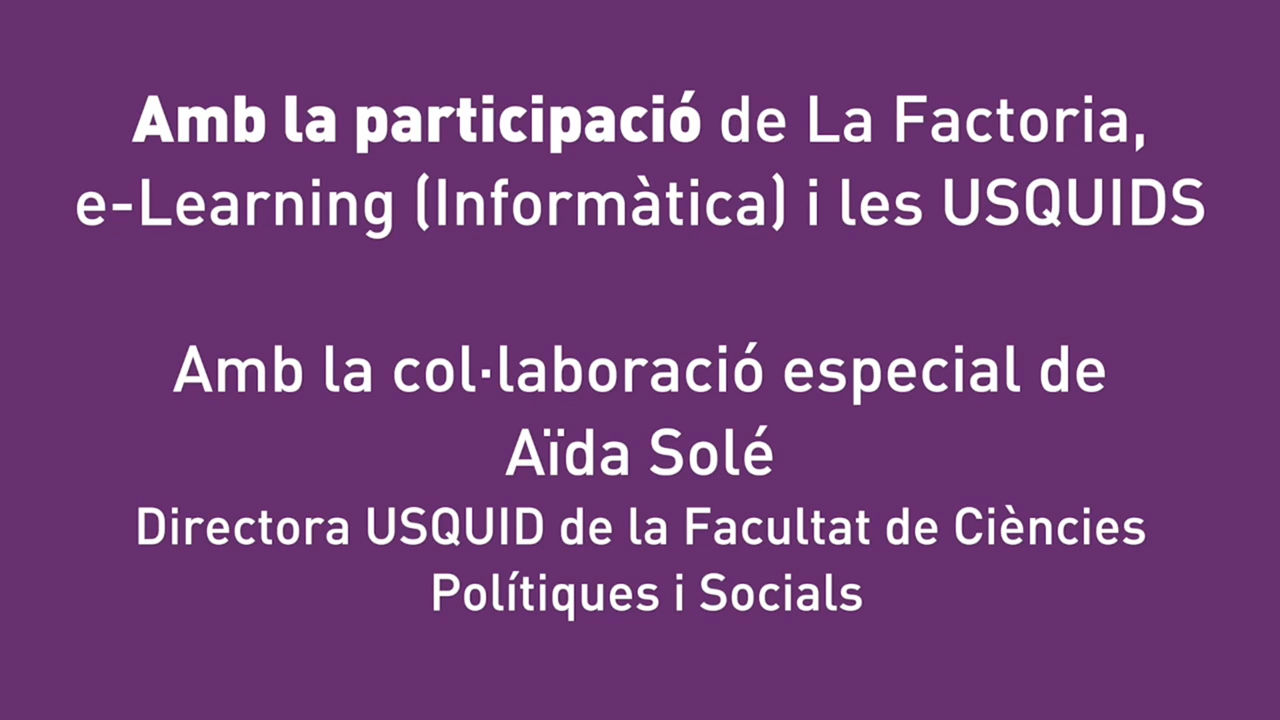 Amb la participació de La Factoria,
e-Learning (Informàtica) i les USQUIDS
Amb la col·laboració especial de
Aïda Solé
Directora USQUID de la Facultat de Ciències
Polítiques i Socials